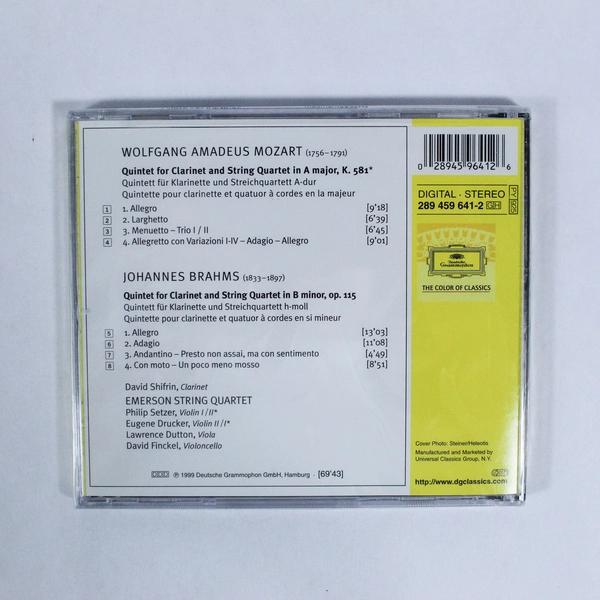 WOLFGANG AMADEUS MOZART (1756–1791)
Quintet for Clarinet and String Quartet in A major, K. 581*
Quintett für Klarinette und Streichquartett A-dur
Quintette pour clarinette et quatuor à cordes en la majeur
1 1. Allegro [9'18]
2 2. Larghetto [6'39]
3 3. Menuetto – Trio I / II [6'45]
4 4. Allegretto con Variazioni I-IV – Adagio – Allegro [9'01]
JOHANNES BRAHMS (1833–1897)
Quintet for Clarinet and String Quartet in B minor, op. 115
Quintett für Klarinette und Streichquartett h-moll
Quintette pour clarinette et quatuor à cordes en si mineur
5 1. Allegro [13'03]
6 2. Adagio [11'08]
7 3. Andantino – Presto non assai, ma con sentimento [4'49]
8 4. Con moto – Un poco meno mosso [8'51]
David Shifrin, Clarinet
EMERSON STRING QUARTET
Philip Setzer, Violin I / II*
Eugene Drucker, Violin II / I*
Lawrence Dutton, Viola
David Finckel, Violoncello
DDD ℗ 1999 Deutsche Grammophon GmbH, Hamburg · [69'43]
0 28945 96412 6
DIGITAL · STEREO
289 459 641-2 GH
Deutsche
Grammophon
THE COLOR OF CLASSICS
Cover Photo: Steiner/Heleotis
Manufactured and Marketed by
Universal Classics Group, N.Y.
http://www.dgclassics.com